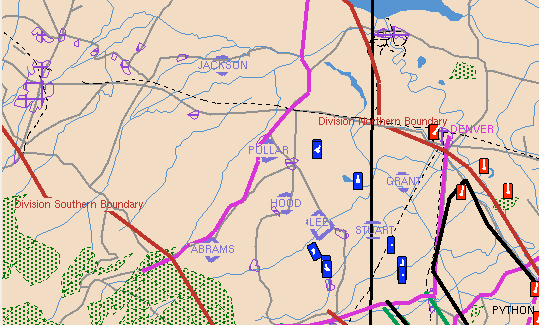 JACKSON
Division Northern Boundary
DENVER
PULLAR
GRANT
Division Southern Boundary
HOOD
LEE
STUART
ABRAMS
PYTHON